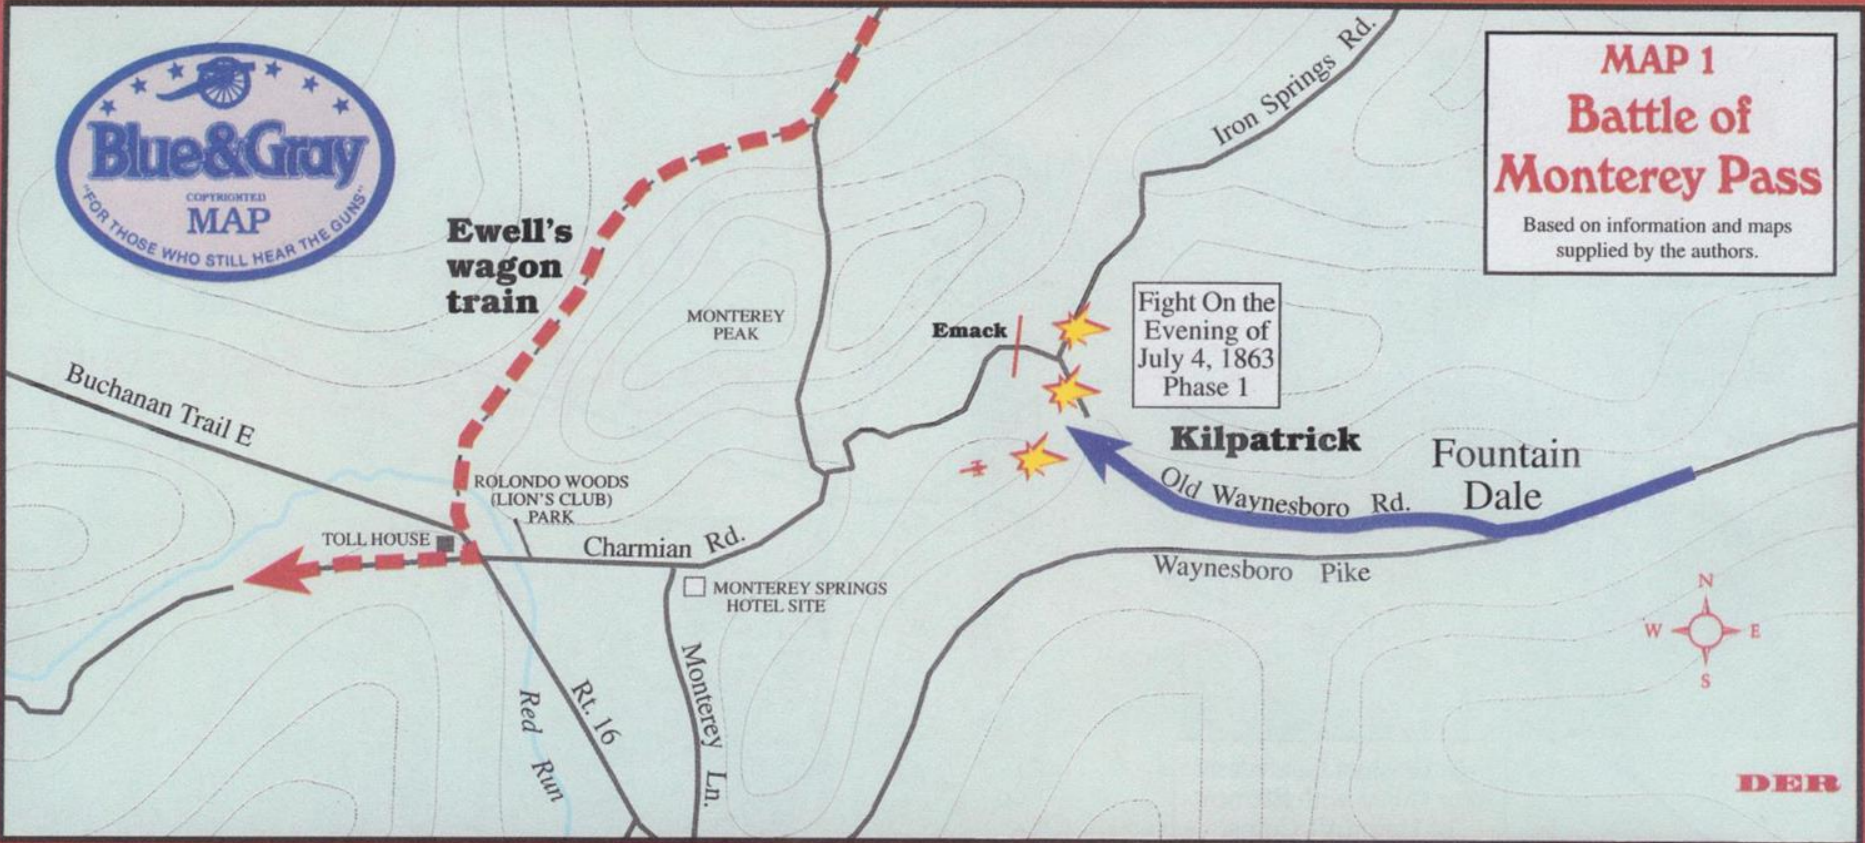 Blue&Gray
COPYRIGHTED
MAP
"FOR THOSE WHO STILL HEAR THE GUNS"
MAP 1
Battle of
Monterey Pass
Based on information and maps
supplied by the authors.
Iron Springs Rd.
Ewell's
wagon
train
MONTEREY
PEAK
Emack
Fight On the
Evening of
July 4, 1863
Phase 1
Buchanan Trail E
Kilpatrick
Fountain
Dale
Old Waynesboro Rd.
ROLONDO WOODS
(LION'S CLUB)
PARK
TOLL HOUSE
Charmian Rd.
Waynesboro Pike
MONTEREY SPRINGS
HOTEL SITE
N
W E
S
Monterey Ln.
Rt. 16
Red Run
DER